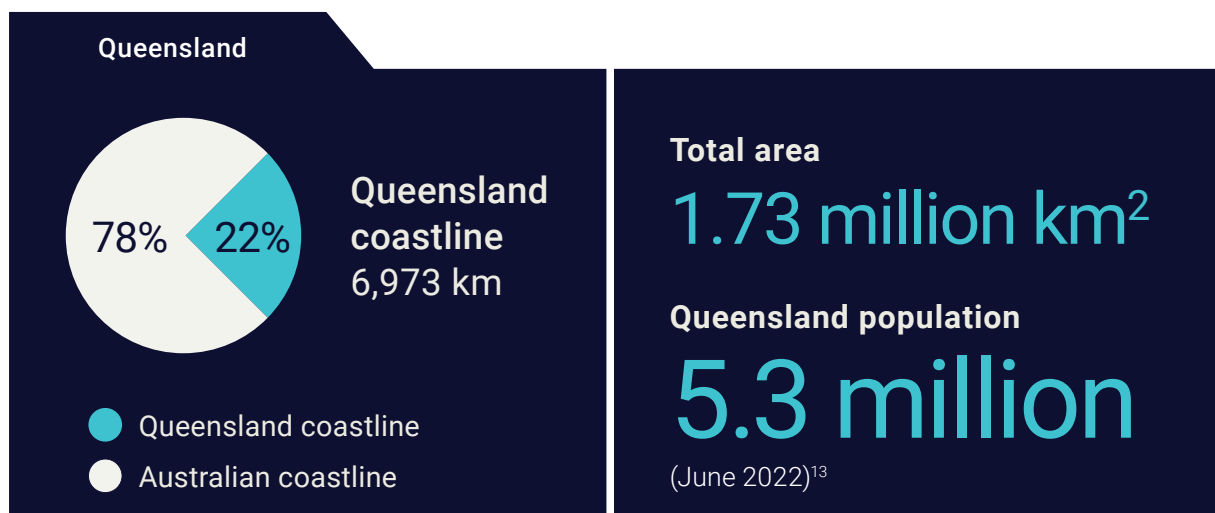 Queensland
78%
22%
Queensland
coastline
6,973 km
Queensland coastline
Australian coastline
Total area
1.73 million km²
Queensland population
5.3 million
(June 2022)¹³